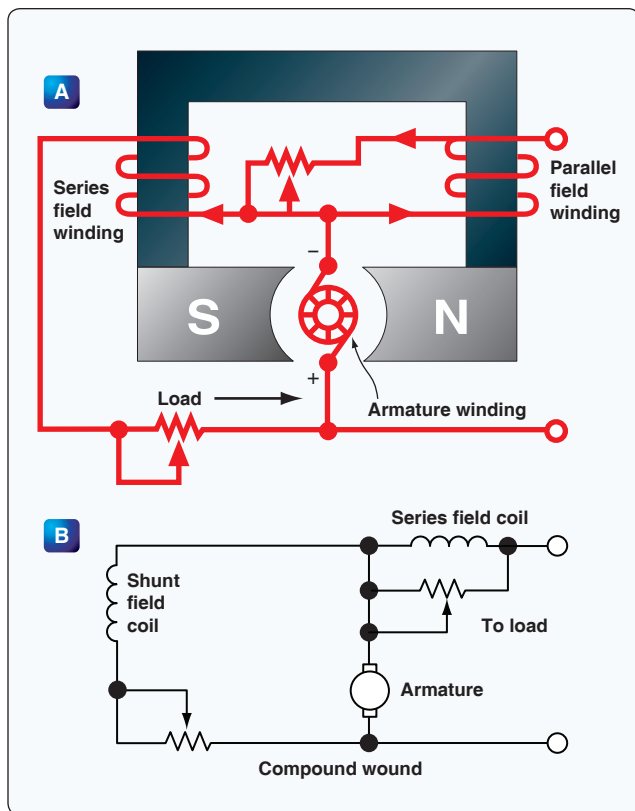 A
Series
field
winding
Parallel
field
winding
−
S
N
+
Load
Armature winding
B
Series field coil
Shunt
field
coil
To load
Armature
Compound wound